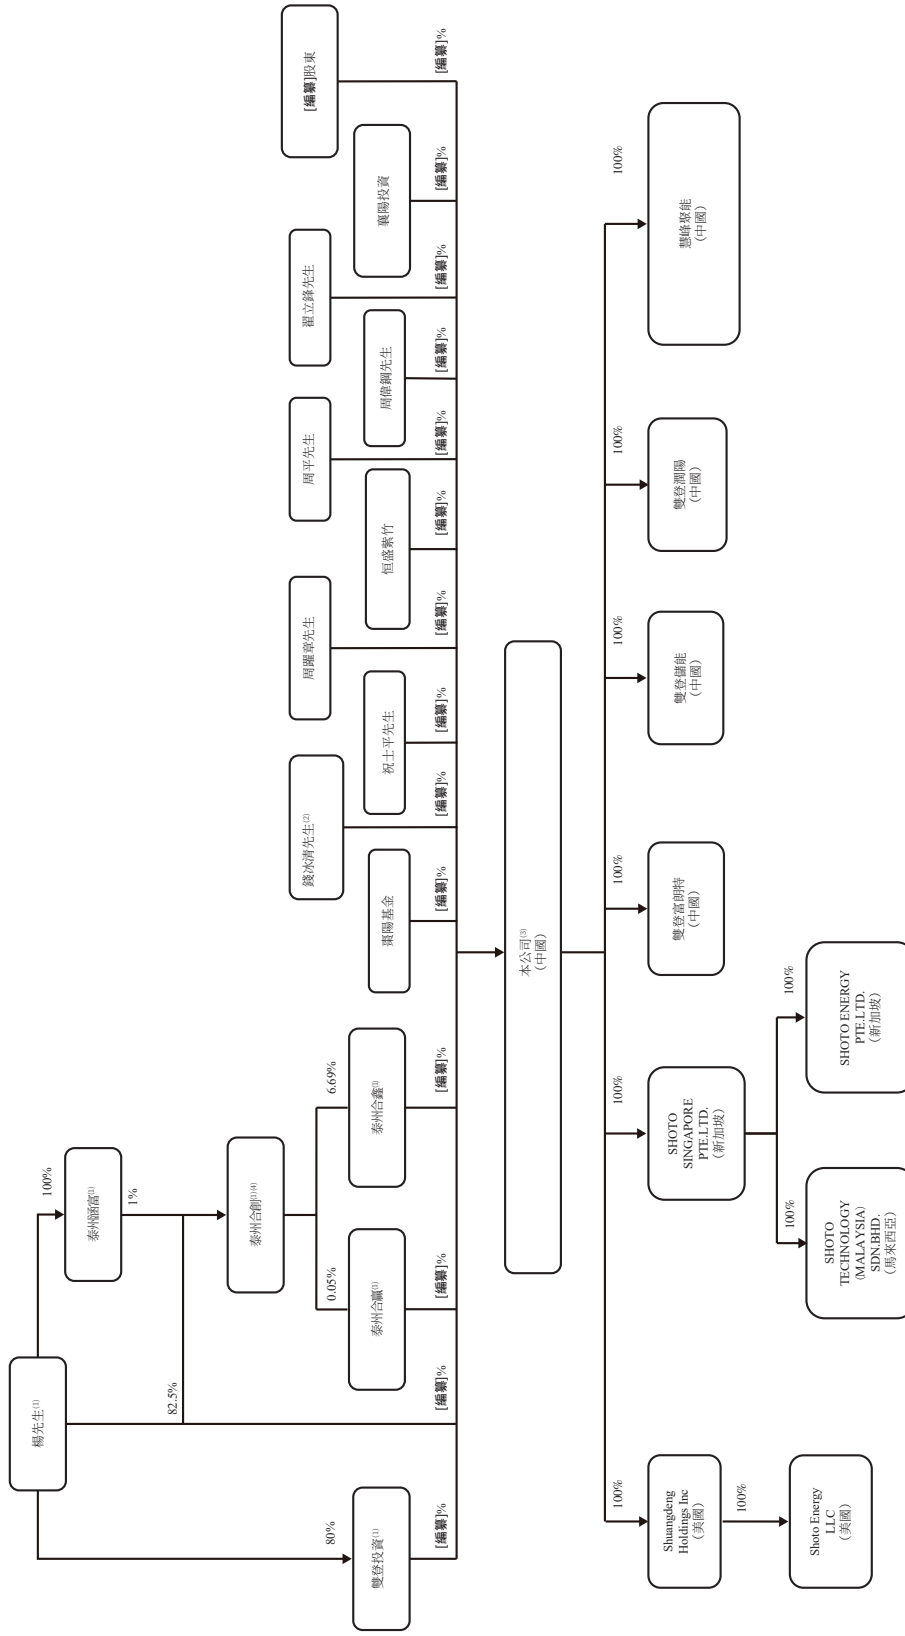 楊先生(1)
100%
泰州涵富(1)
1%
82.5%
80%
泰州合創(1)(4)
0.05%
6.69%
雙登投資(1)
泰州合贏(1)
泰州合鑫(1)
棗陽基金
錢冰清先生(2)
祝士平先生
周躍章先生
恒盛紫竹
周平先生
周偉鋼先生
翟立鋒先生
襄陽投資
[編纂]股東
[編纂]%
[編纂]%
[編纂]%
[編纂]%
[編纂]%
[編纂]%
[編纂]%
[編纂]%
[編纂]%
[編纂]%
[編纂]%
[編纂]%
[編纂]%
[編纂]%
本公司(3)
（中國）
100%
100%
100%
100%
100%
100%
Shuangdeng
Holdings Inc
（美國）
SHOTO
SINGAPORE
PTE.LTD.
（新加坡）
雙登富朗特
（中國）
雙登儲能
（中國）
雙登潤陽
（中國）
慧峰聚能
（中國）
100%
100%
100%
Shoto Energy
LLC
（美國）
SHOTO
TECHNOLOGY
(MALAYSIA)
SDN.BHD.
（馬來西亞）
SHOTO ENERGY
PTE.LTD.
（新加坡）